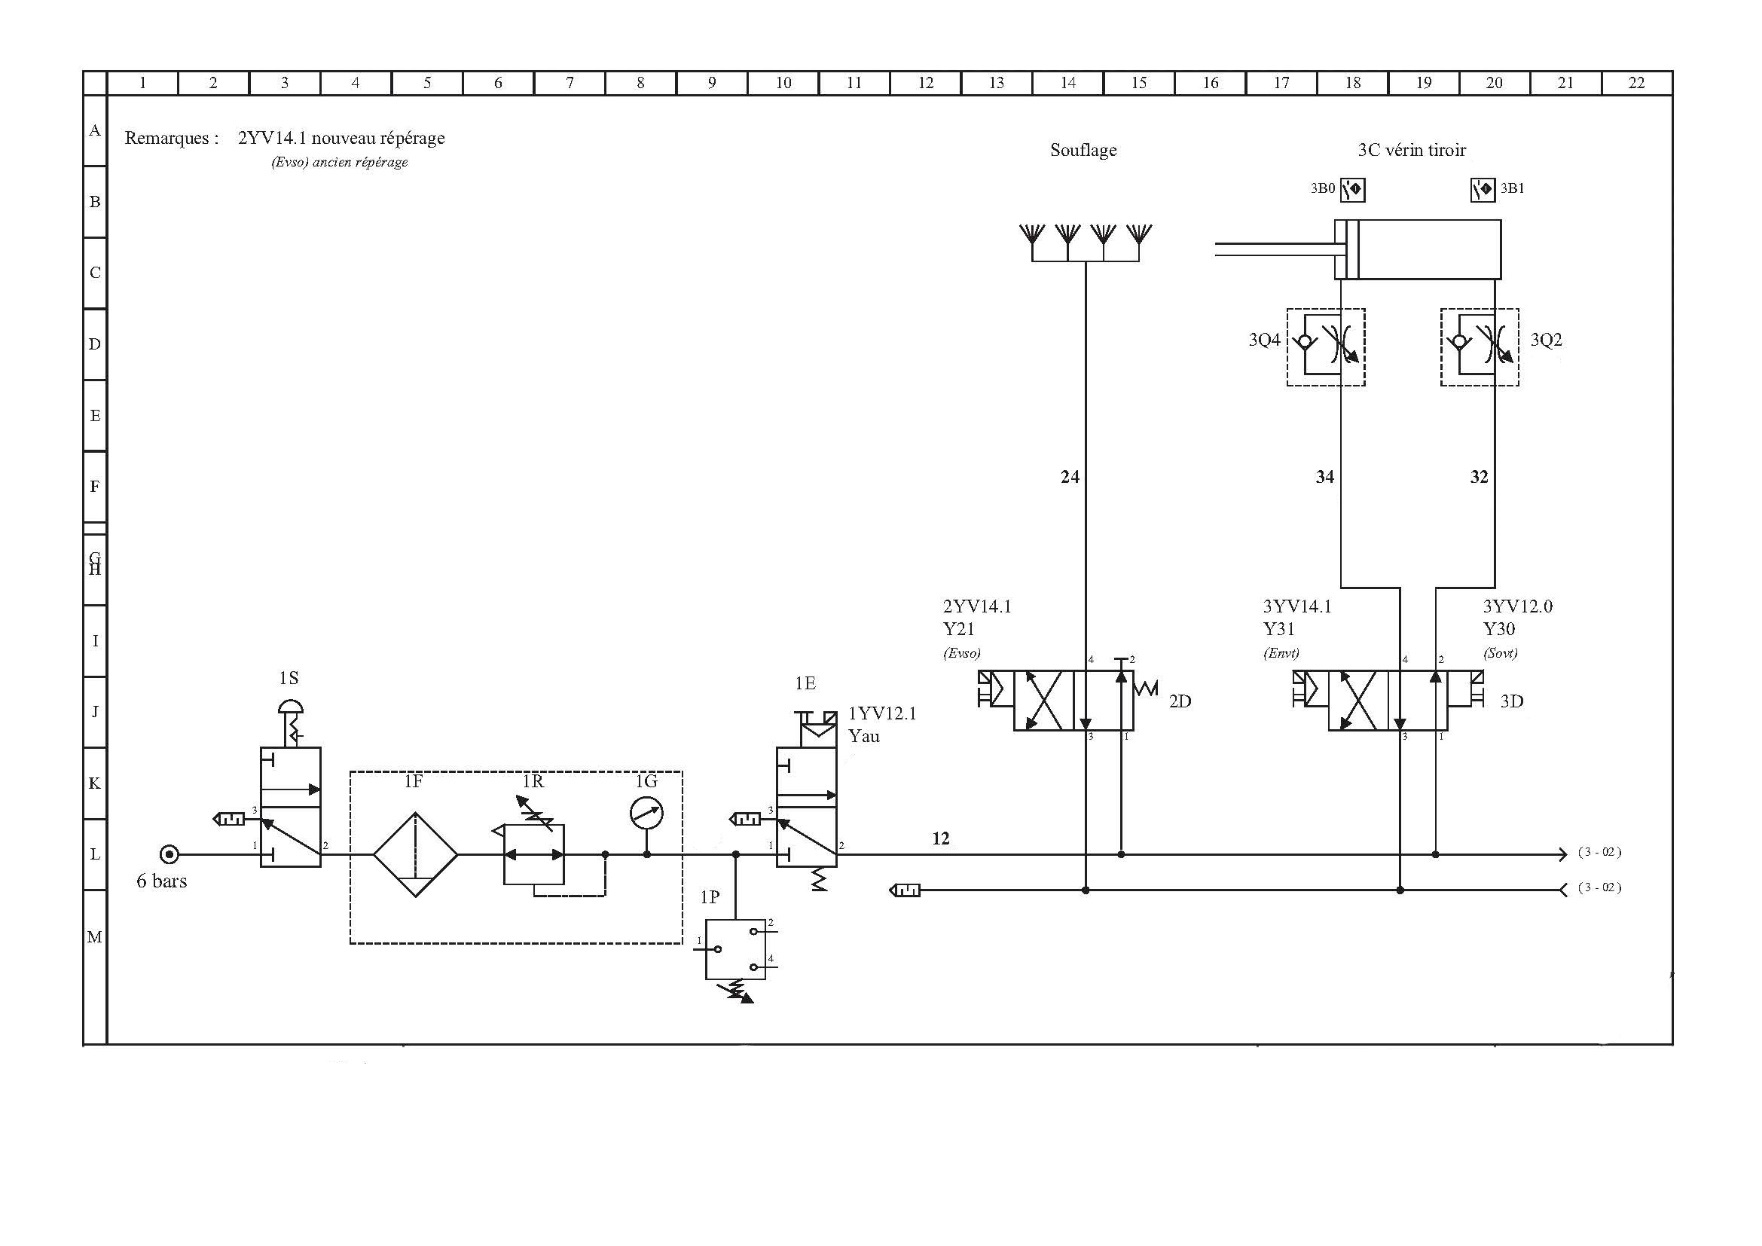 1 2 3 4 5 6 7 8 9 10 11 12 13 14 15 16 17 18 19 20 21 22
A
B
C
D
E
F
G
H
I
J
K
L
M
Remarques : 2YV14.1 nouveau répérage
(Evso) ancien répérage
Souflage
3C vérin tiroir
3B0
3B1
3Q4
3Q2
24
34
32
2YV14.1
Y21
(Evso)
3YV14.1
Y31
(Envt)
3YV12.0
Y30
(Sovt)
4
2
4
2
2D
3D
3
1
3
1
1S
1E
1YV12.1
Yau
1F
1R
1G
3
1
2
3
1
2
12
6 bars
(3 - 02)
(3 - 02)
1P
1
2
4